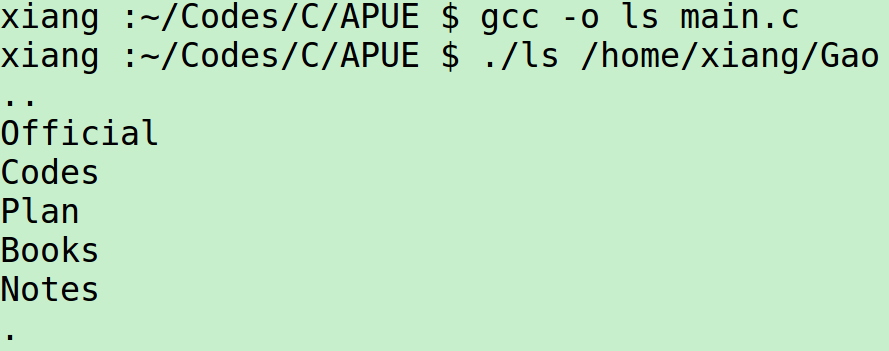 xiang :~/Codes/C/APUE $ gcc -o ls main.c
xiang :~/Codes/C/APUE $ ./ls /home/xiang/Gao
..
Official
Codes
Plan
Books
Notes
.